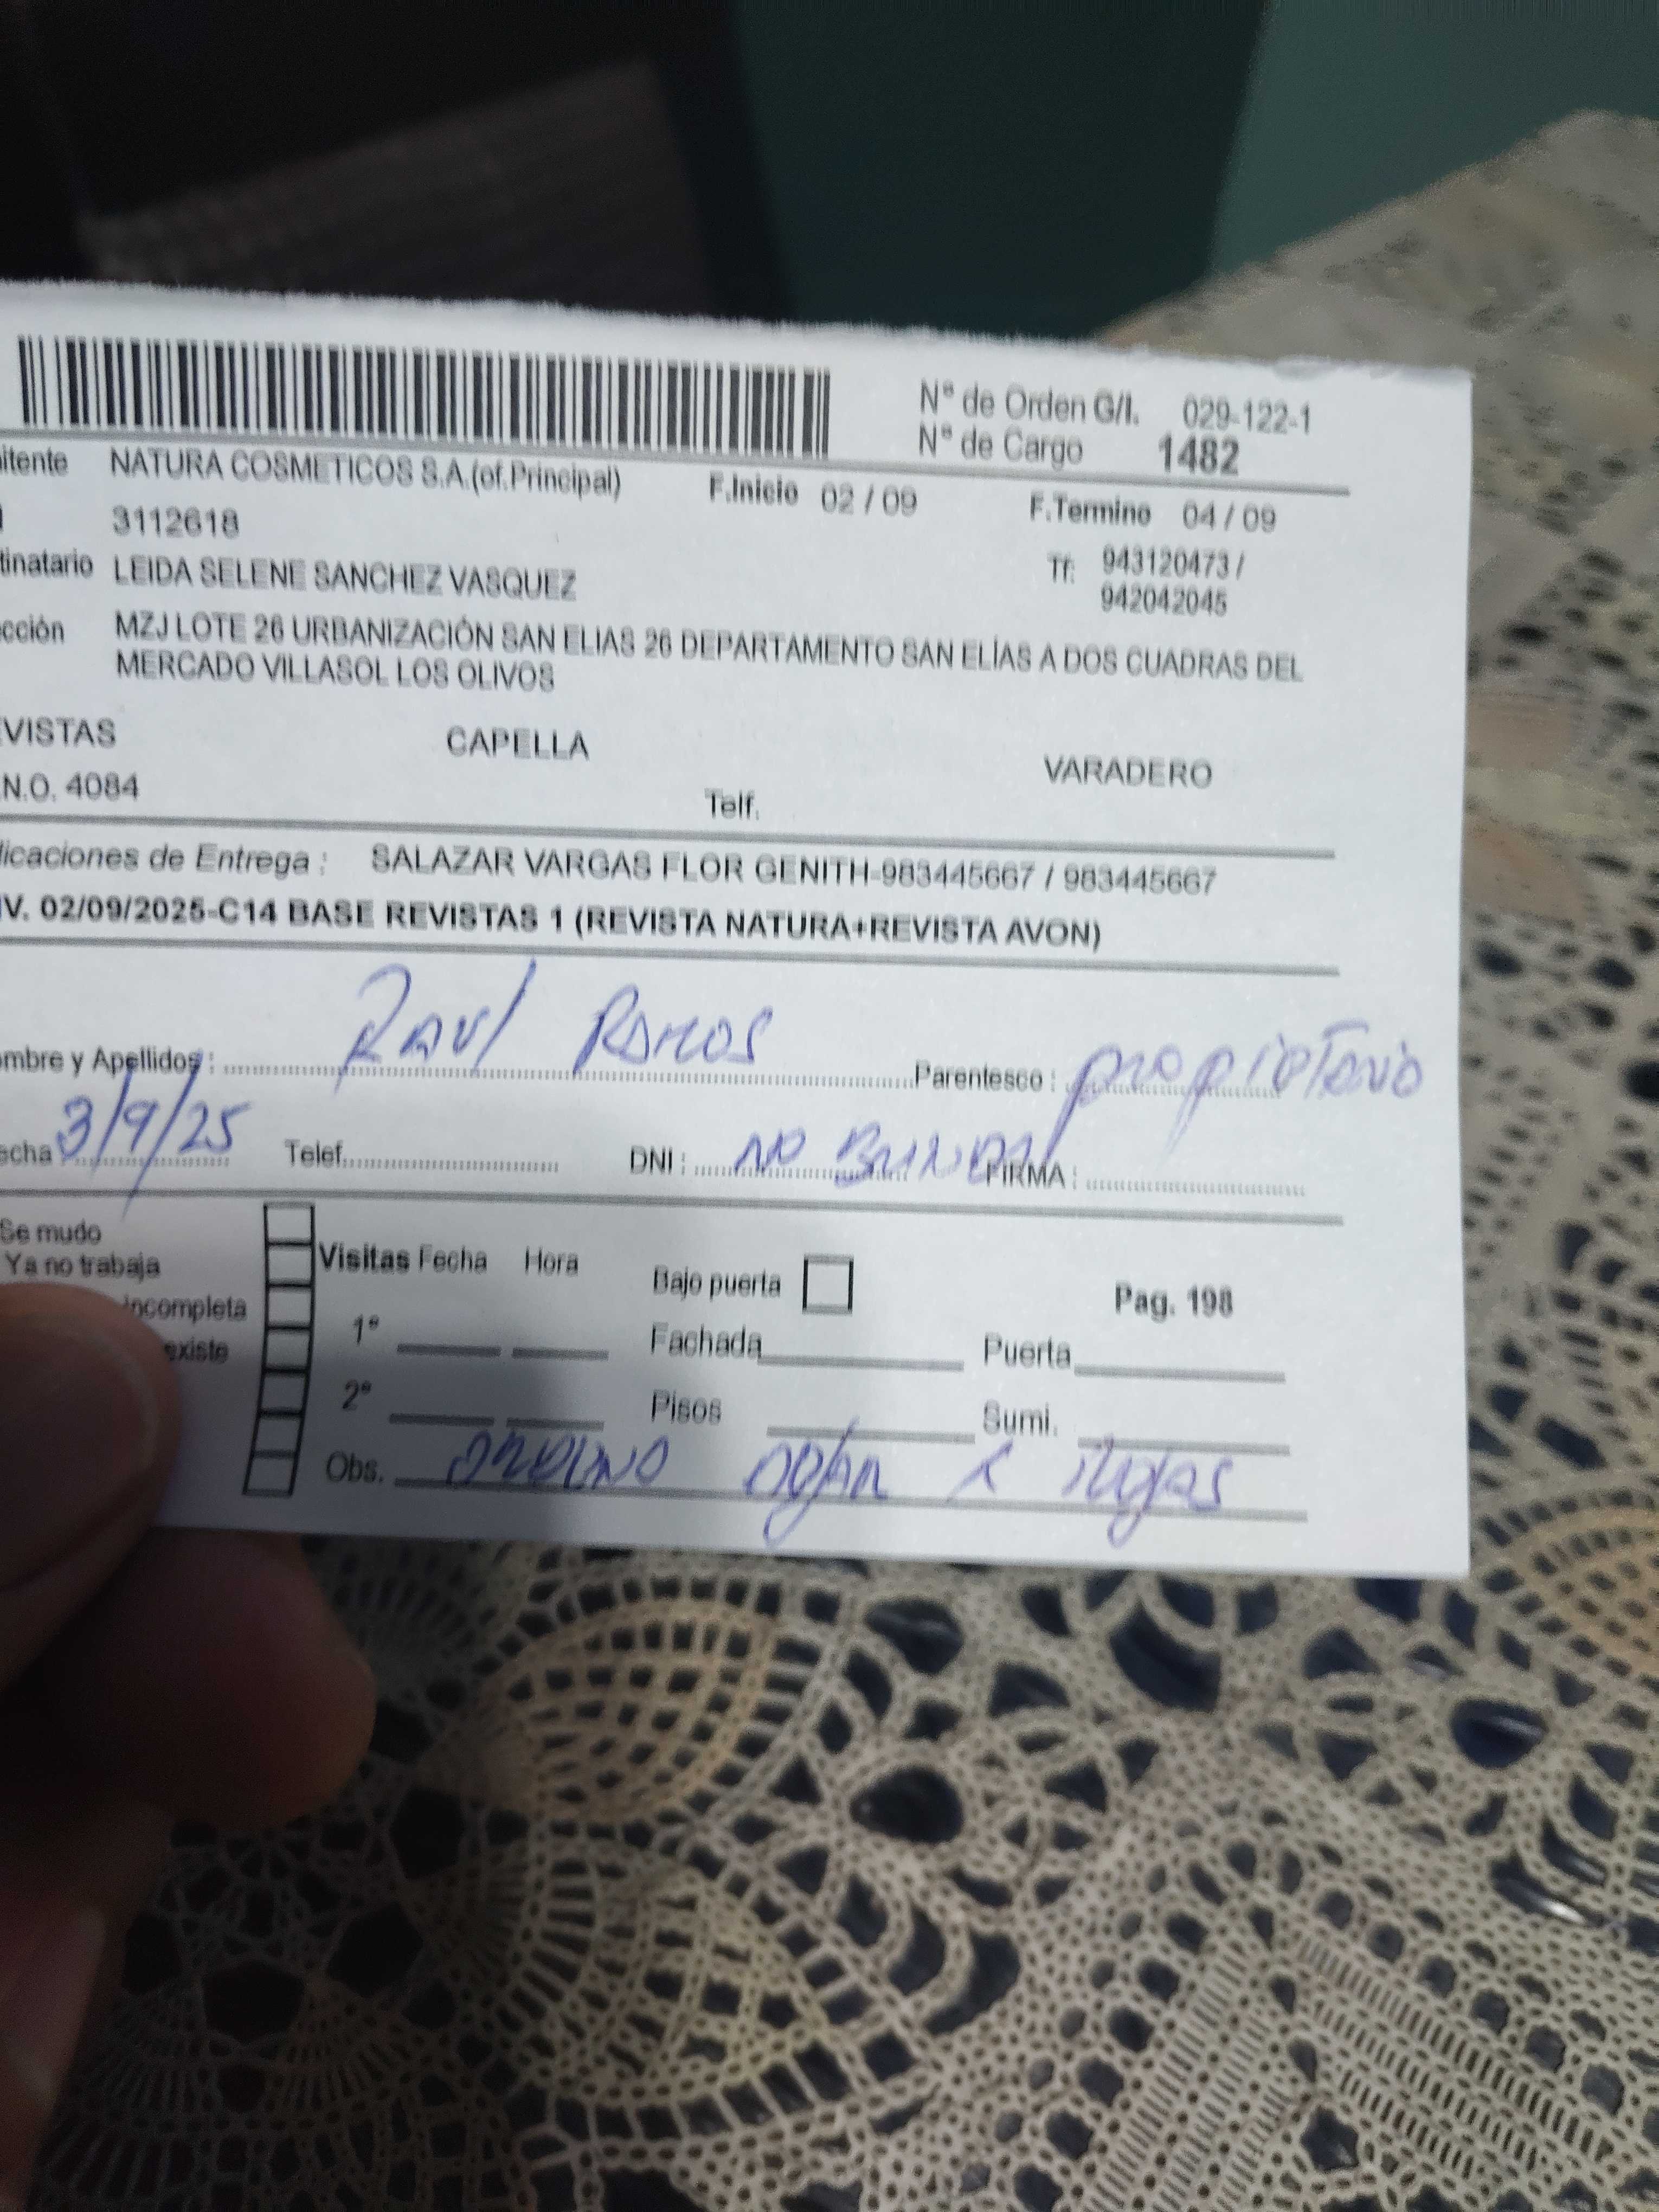 N° de Orden G/I. 029-122-1
N° de Cargo 1482
itente NATURA COSMETICOS S.A.(of.Principal) F.Inicio 02 / 09 F.Termino 04 / 09
3112618
tinatario LEIDA SELENE SANCHEZ VASQUEZ Tf: 943120473 /
942042045
cción MZJ LOTE 26 URBANIZACIÓN SAN ELIAS 26 DEPARTAMENTO SAN ELÍAS A DOS CUADRAS DEL
MERCADO VILLASOL LOS OLIVOS
VISTAS CAPELLA VARADERO
N.O. 4084 Telf.
icaciones de Entrega : SALAZAR VARGAS FLOR GENITH-983445667 / 983445667
V. 02/09/2025-C14 BASE REVISTAS 1 (REVISTA NATURA+REVISTA AVON)
ombre y Apellidos : Raul Ramos Parentesco : propietario
echa 3/9/25 Telef. DNI : NO BRINDA FIRMA :
Se mudo
Ya no trabaja Visitas Fecha Hora Bajo puerta Pag. 198
incompleta
existe 1° Fachada Puerta
2° Pisos Sumi.
Obs. DEJAR X REJAS